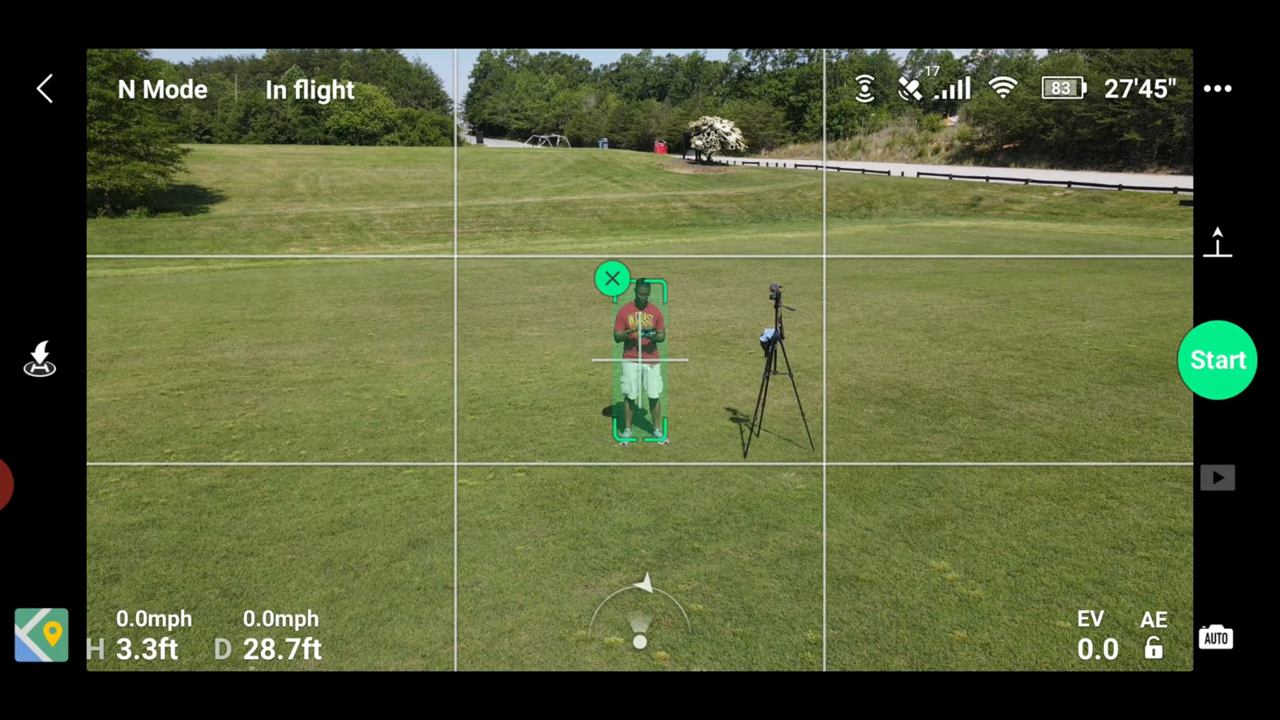 N Mode In flight 17 83 27'45"
Start
0.0mph 0.0mph EV AE
H 3.3ft D 28.7ft 0.0 AUTO